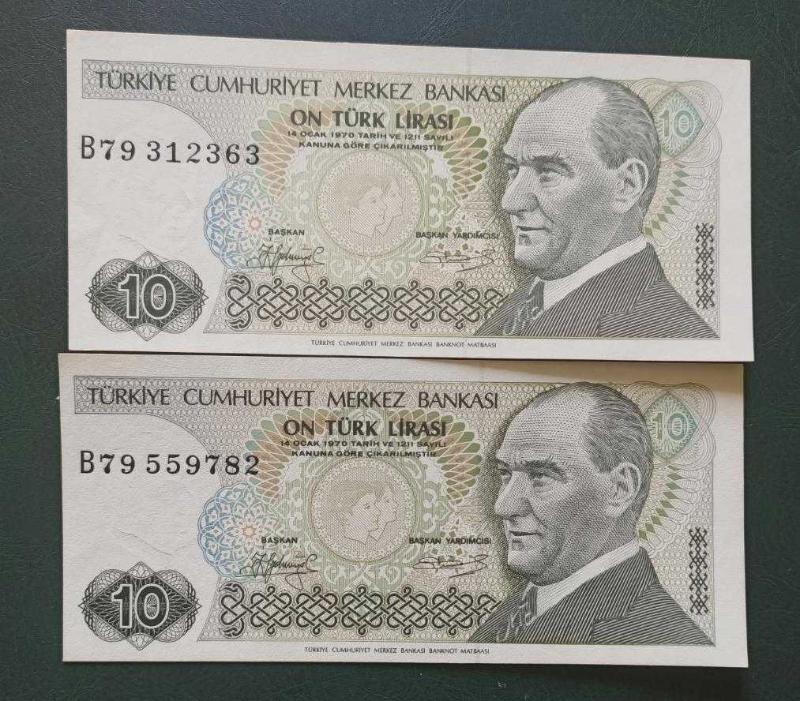 TÜRKİYE CUMHURİYET MERKEZ BANKASI
ON TÜRK LİRASI
14 OCAK 1970 TARİH VE 1211 SAYILI
KANUNA GÖRE ÇIKARILMIŞTIR
10
B79 312363
BAŞKAN
BAŞKAN YARDIMCISI
10
TÜRKİYE CUMHURİYET MERKEZ BANKASI BANKNOT MATBAASI
TÜRKİYE CUMHURİYET MERKEZ BANKASI
ON TÜRK LİRASI
14 OCAK 1970 TARİH VE 1211 SAYILI
KANUNA GÖRE ÇIKARILMIŞTIR
10
B79 559782
BAŞKAN
BAŞKAN YARDIMCISI
10
TÜRKİYE CUMHURİYET MERKEZ BANKASI BANKNOT MATBAASI